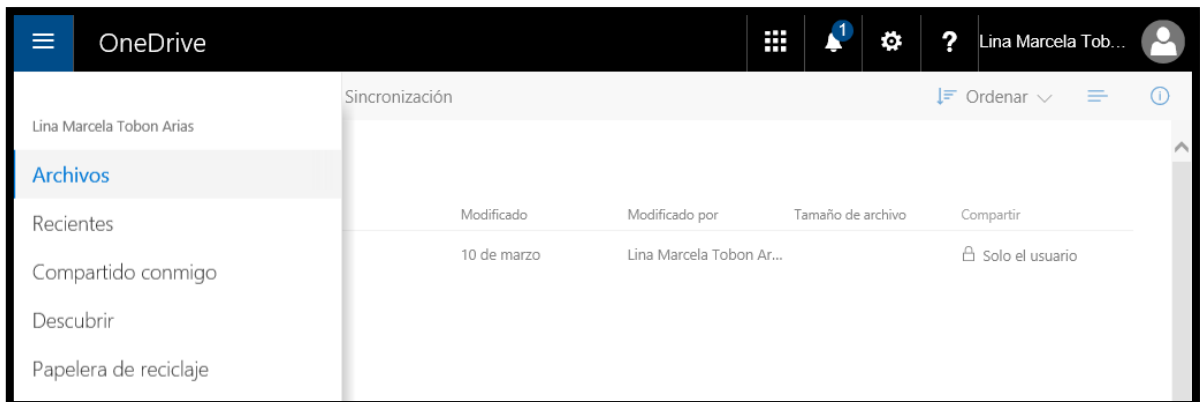 OneDrive
1
?
Lina Marcela Tob...
Sincronización
Ordenar
Lina Marcela Tobon Arias
Archivos
Recientes
Compartido conmigo
Descubrir
Papelera de reciclaje
Modificado Modificado por Tamaño de archivo Compartir
10 de marzo Lina Marcela Tobon Ar... Solo el usuario